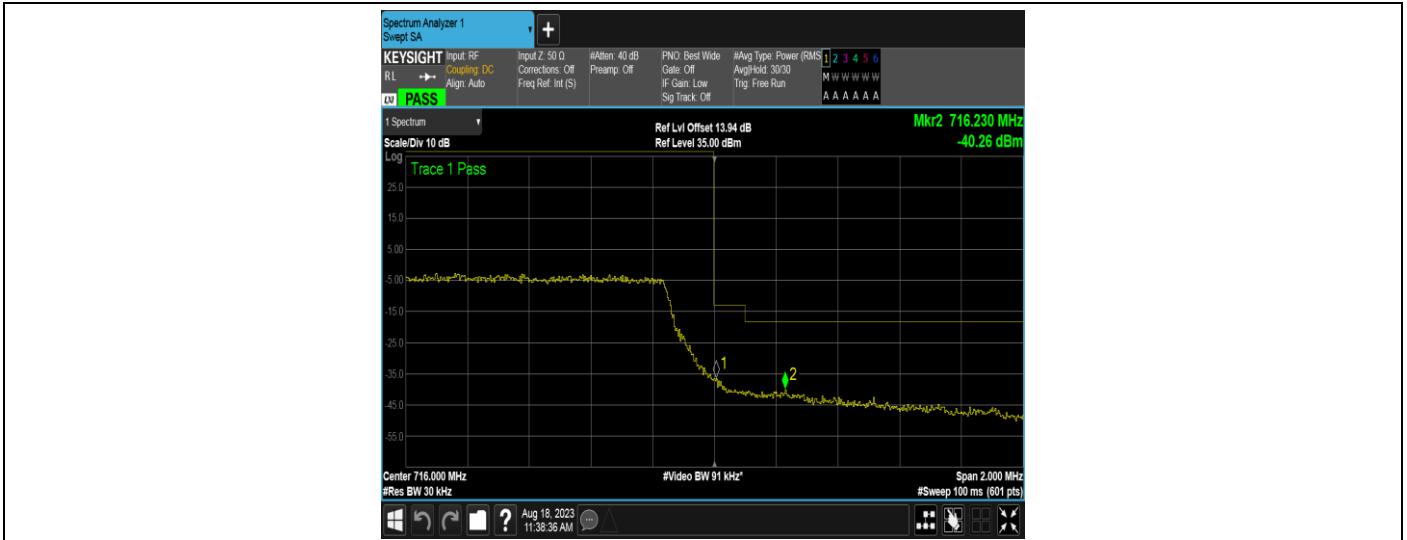 Spectrum Analyzer 1
Swept SA
+
KEYSIGHT Input: RF Input Z: 50 Ω #Atten: 40 dB PNO: Best Wide #Avg Type: Power (RMS 1 2 3 4 5 6
RL Coupling: DC Corrections: Off Preamp: Off Gate: Off Avg|Hold: 30/30 M W W W W W
Align: Auto Freq Ref: Int (S) IF Gain: Low Trig: Free Run
LXI PASS Sig Track: Off A A A A A A
1 Spectrum Ref Lvl Offset 13.94 dB Mkr2 716.230 MHz
Scale/Div 10 dB Ref Level 35.00 dBm -40.26 dBm
Log
Trace 1 Pass
25.0
15.0
5.00
-5.00
-15.0
-25.0
1
-35.0
2
-45.0
-55.0
Center 716.000 MHz #Video BW 91 kHz* Span 2.000 MHz
#Res BW 30 kHz #Sweep 100 ms (601 pts)
? Aug 18, 2023
11:38:36 AM